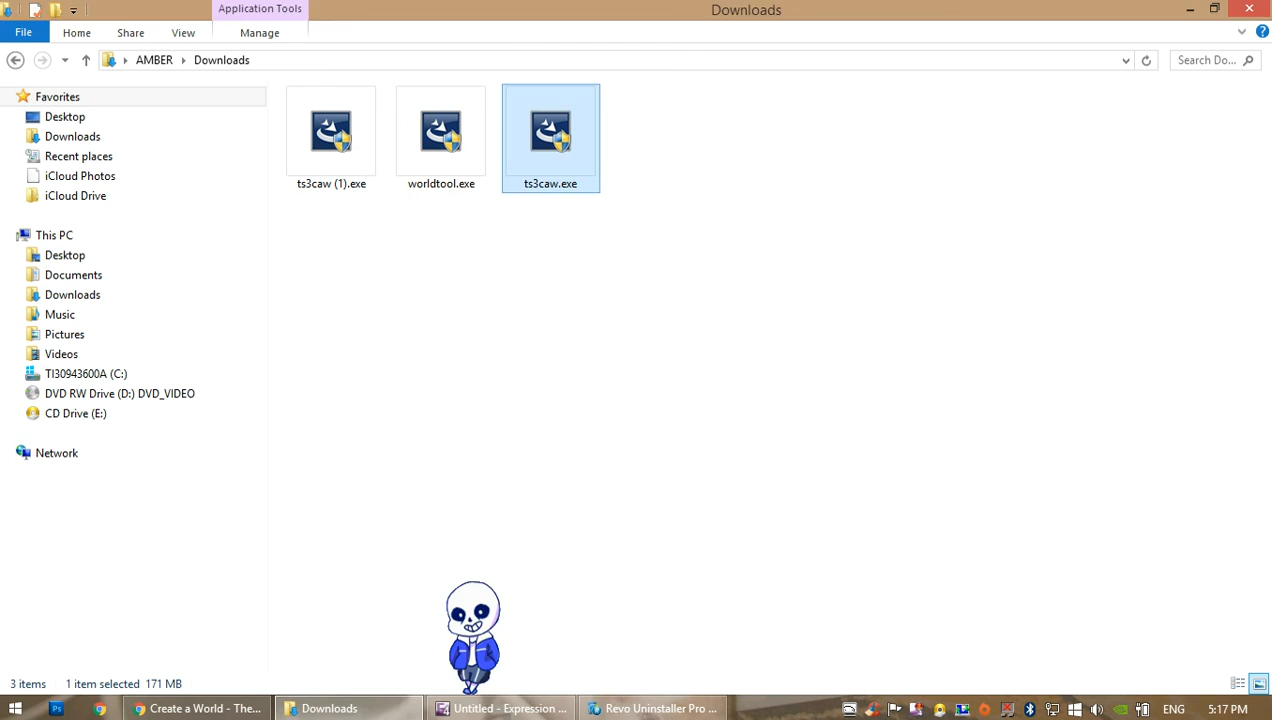 Application Tools
Downloads
File
Home
Share
View
Manage
AMBER
Downloads
Search Do...
Favorites
Desktop
Downloads
Recent places
iCloud Photos
iCloud Drive
This PC
Desktop
Documents
Downloads
Music
Pictures
Videos
TI30943600A (C:)
DVD RW Drive (D:) DVD_VIDEO
CD Drive (E:)
Network
ts3caw (1).exe
worldtool.exe
ts3caw.exe
3 items
1 item selected 171 MB
Ps
Create a World - The...
Downloads
Untitled - Expression ...
Revo Uninstaller Pro ...
ENG
5:17 PM